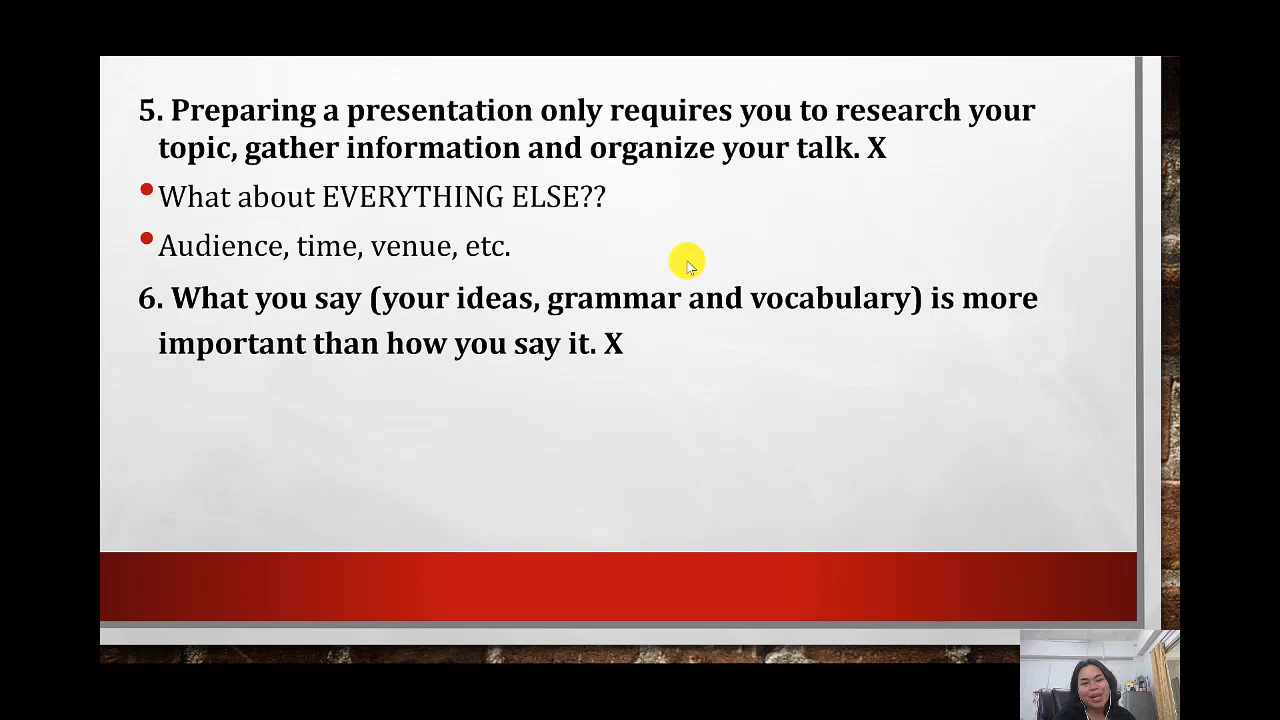 5. Preparing a presentation only requires you to research your
topic, gather information and organize your talk. X
• What about EVERYTHING ELSE??
• Audience, time, venue, etc.
6. What you say (your ideas, grammar and vocabulary) is more
important than how you say it. X